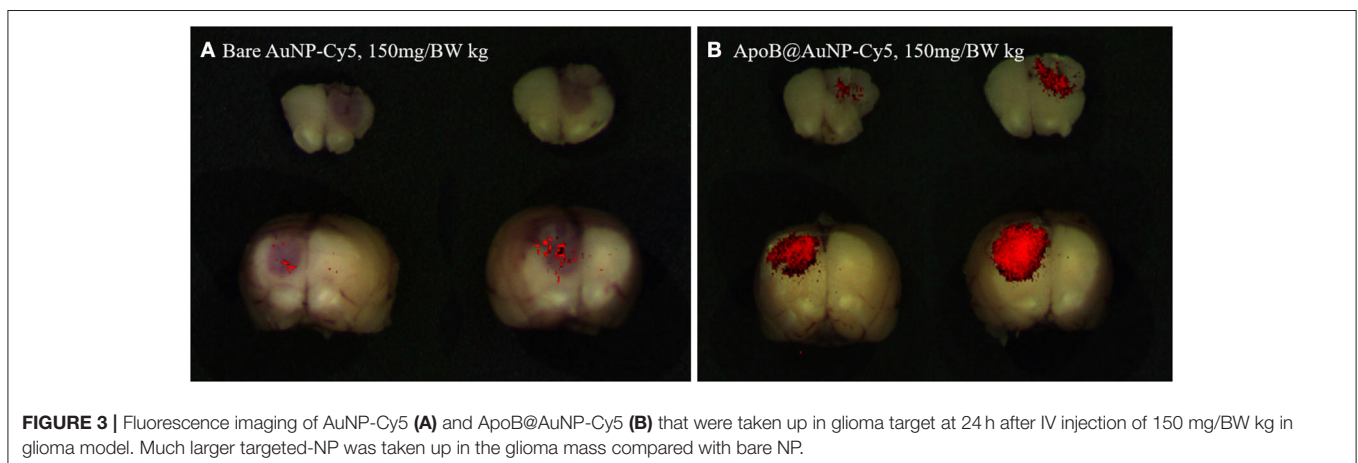 A Bare AuNP-Cy5, 150mg/BW kg
B ApoB@AuNP-Cy5, 150mg/BW kg
FIGURE 3 | Fluorescence imaging of AuNP-Cy5 (A) and ApoB@AuNP-Cy5 (B) that were taken up in glioma target at 24 h after IV injection of 150 mg/BW kg in
glioma model. Much larger targeted-NP was taken up in the glioma mass compared with bare NP.